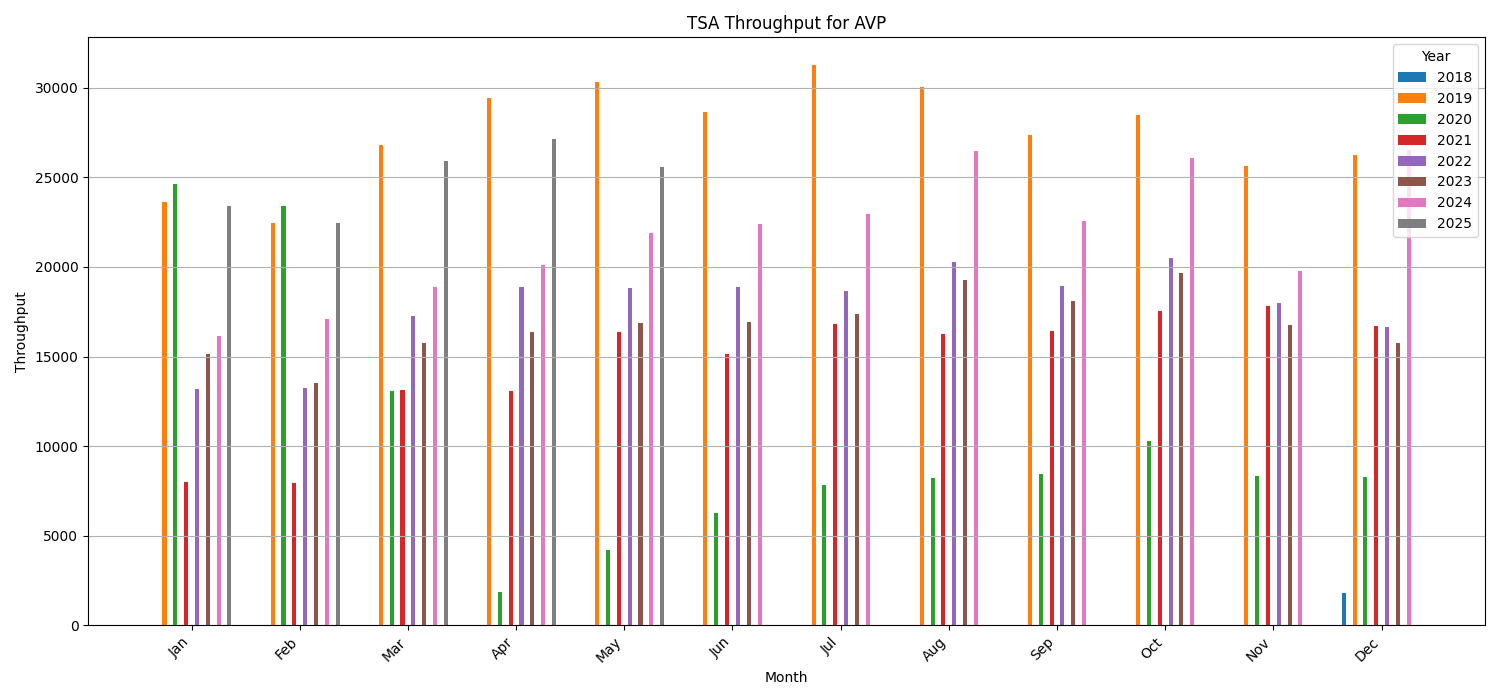 TSA Throughput for AVP
Throughput
30000
25000
20000
15000
10000
5000
0
Year
2018
2019
2020
2021
2022
2023
2024
2025
Jan
Feb
Mar
Apr
May
Jun
Jul
Aug
Sep
Oct
Nov
Dec
Month